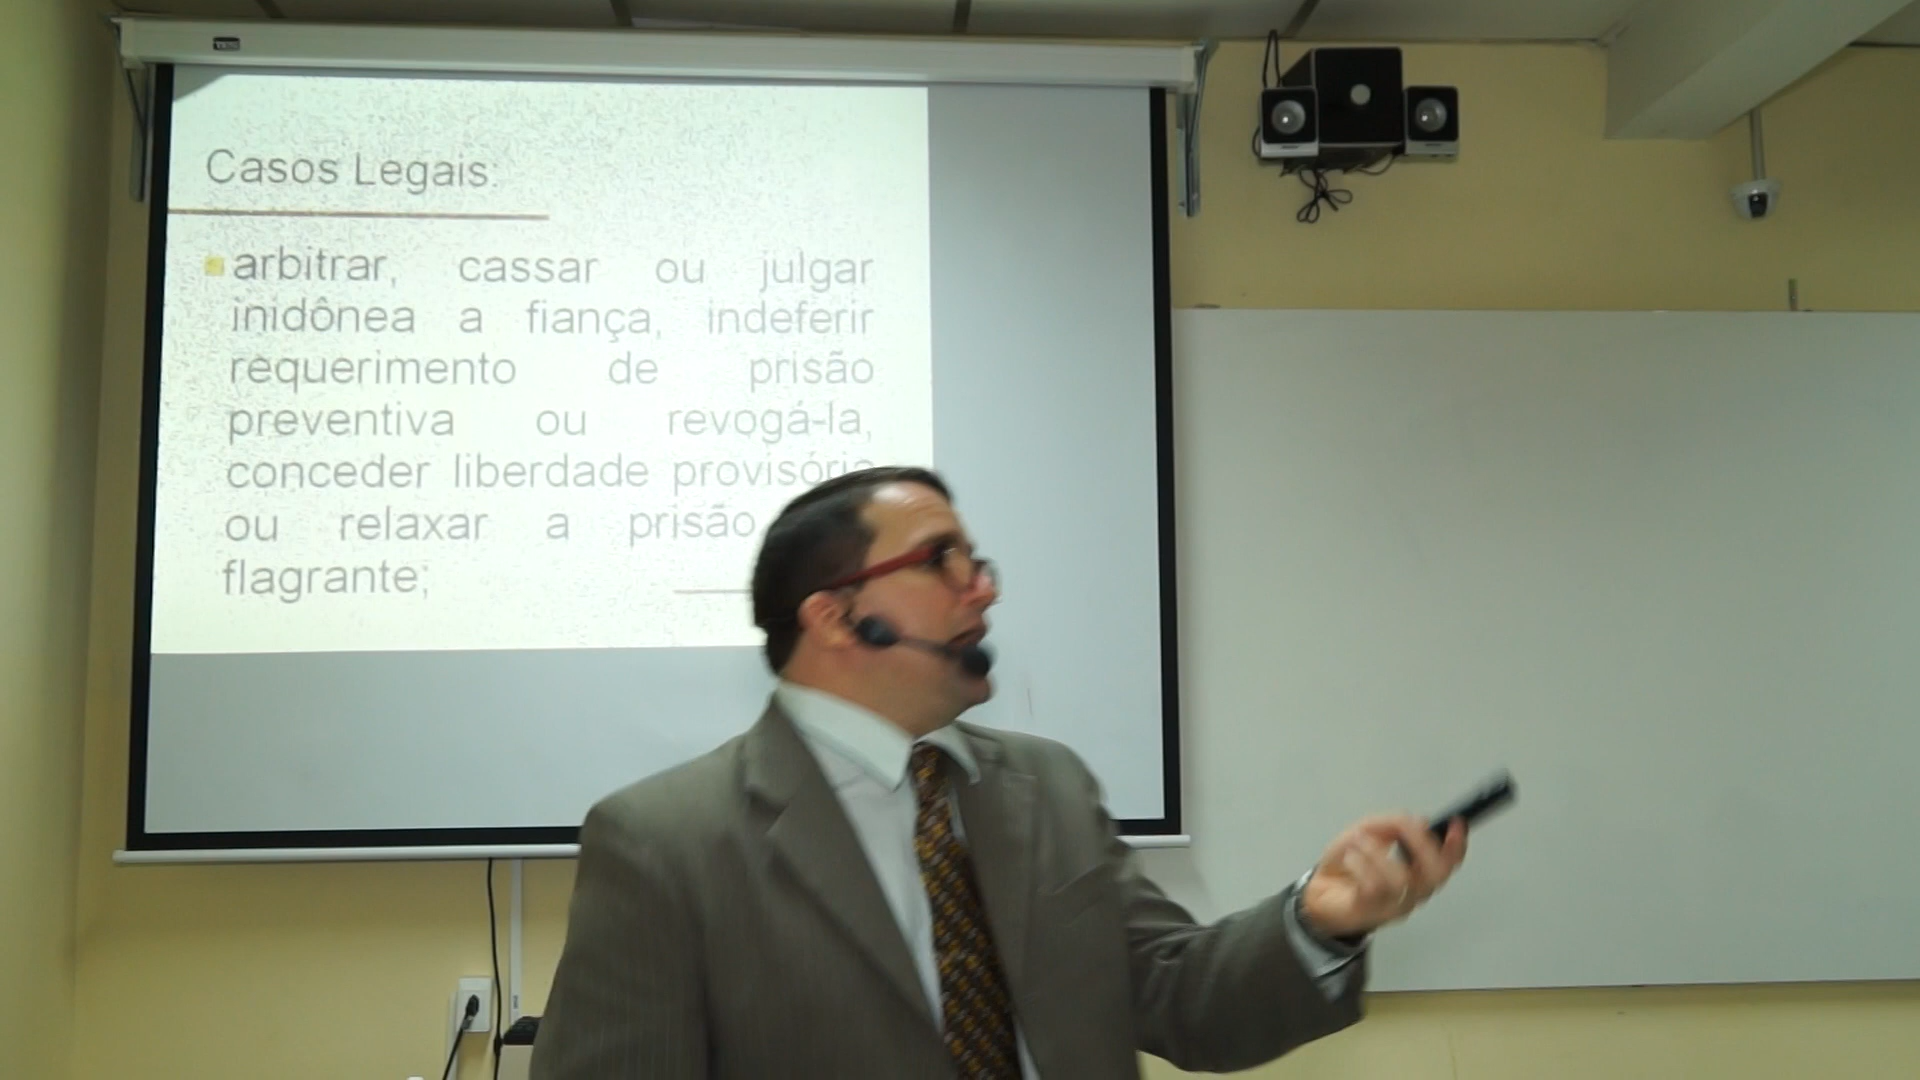 Casos Legais:
arbitrar, cassar ou julgar
inidônea a fiança, indeferir
requerimento de prisão
preventiva ou revogá-la,
conceder liberdade provisória
ou relaxar a prisão
flagrante;